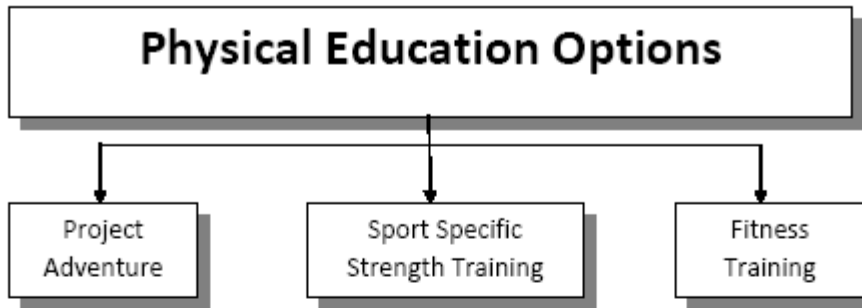 Physical Education Options
Project
Adventure
Sport Specific
Strength Training
Fitness
Training